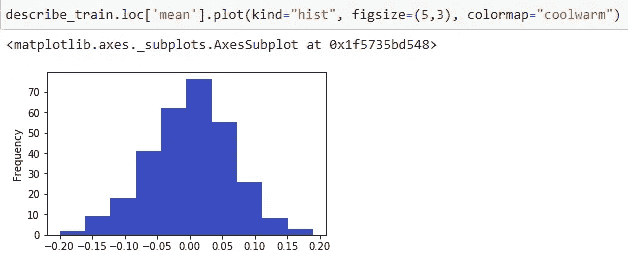 describe_train.loc['mean'].plot(kind="hist", figsize=(5,3), colormap="coolwarm")
<matplotlib.axes._subplots.AxesSubplot at 0x1f5735bd548>
70
60
50
40
30
20
10
0
Frequency
−0.20 −0.15 −0.10 −0.05 0.00 0.05 0.10 0.15 0.20